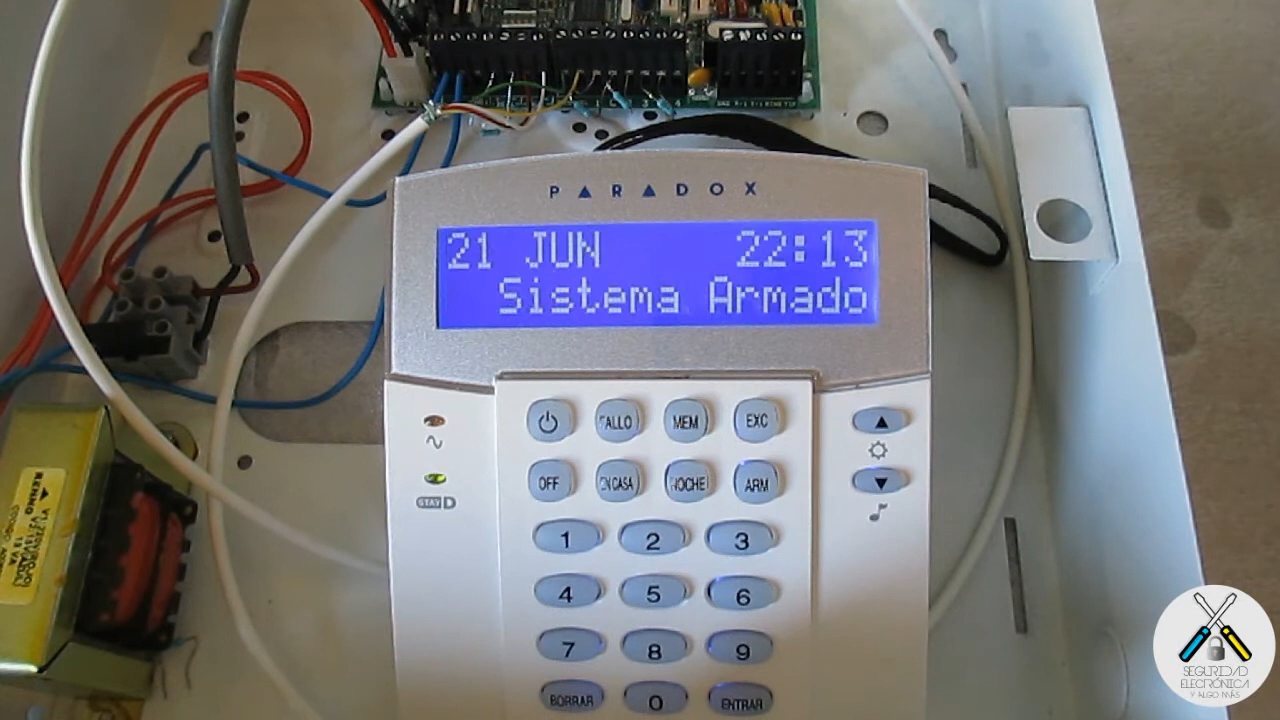 PARADOX
21 JUN 22:13
Sistema Armado
FALLO MEM EXC
OFF EN CASA NOCHE ARM
STAY D
1 2 3
4 5 6
7 8 9
BORRAR 0 ENTRAR
RENMO
SEGURIDAD
ELECTRÓNICA
Y ALGO MÁS